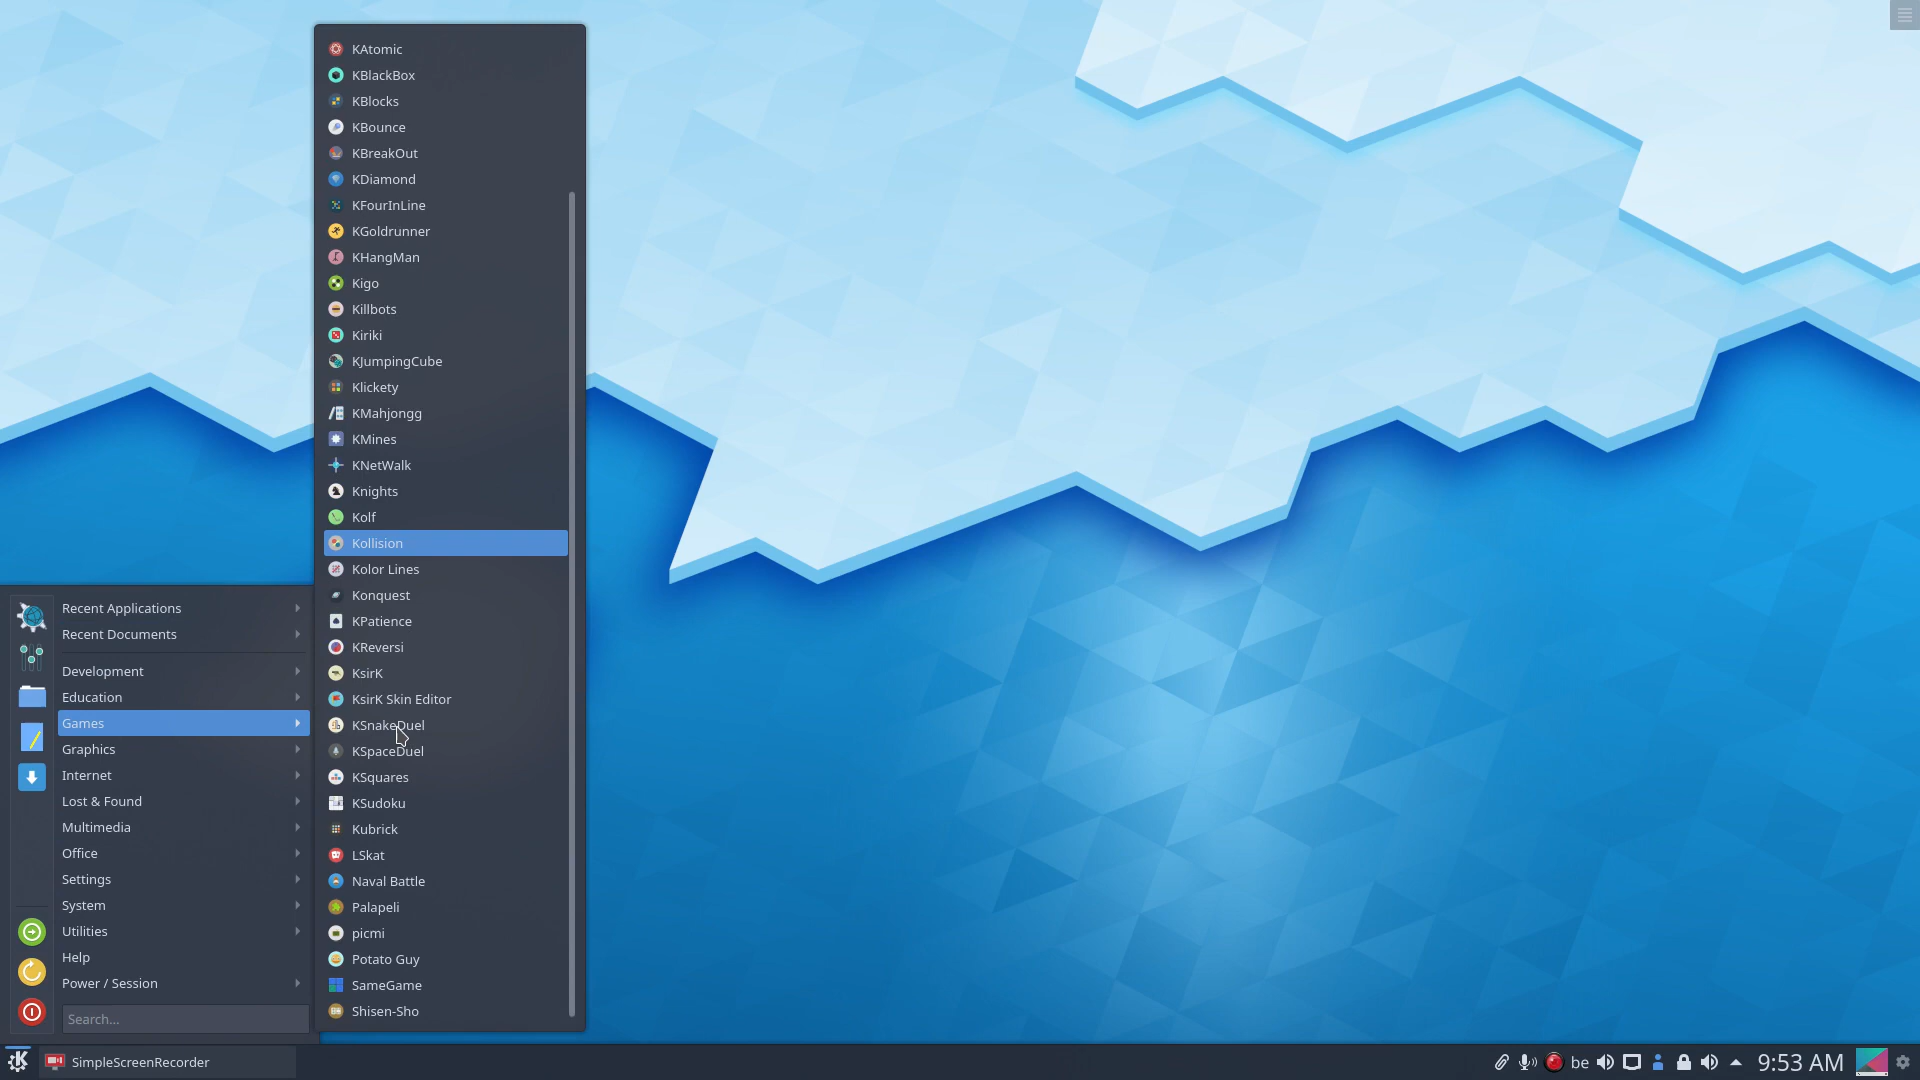 KAtomic
KBlackBox
KBlocks
KBounce
KBreakOut
KDiamond
KFourInLine
KGoldrunner
KHangMan
Kigo
Killbots
Kiriki
KJumpingCube
Klickety
KMahjongg
KMines
KNetWalk
Knights
Kolf
Kollision
Kolor Lines
Konquest
KPatience
KReversi
KsirK
KsirK Skin Editor
KSnakeDuel
KSpaceDuel
KSquares
KSudoku
Kubrick
LSkat
Naval Battle
Palapeli
picmi
Potato Guy
SameGame
Shisen-Sho
Recent Applications
Recent Documents
Development
Education
Games
Graphics
Internet
Lost & Found
Multimedia
Office
Settings
System
Utilities
Help
Power / Session
Search...
SimpleScreenRecorder
be
9:53 AM